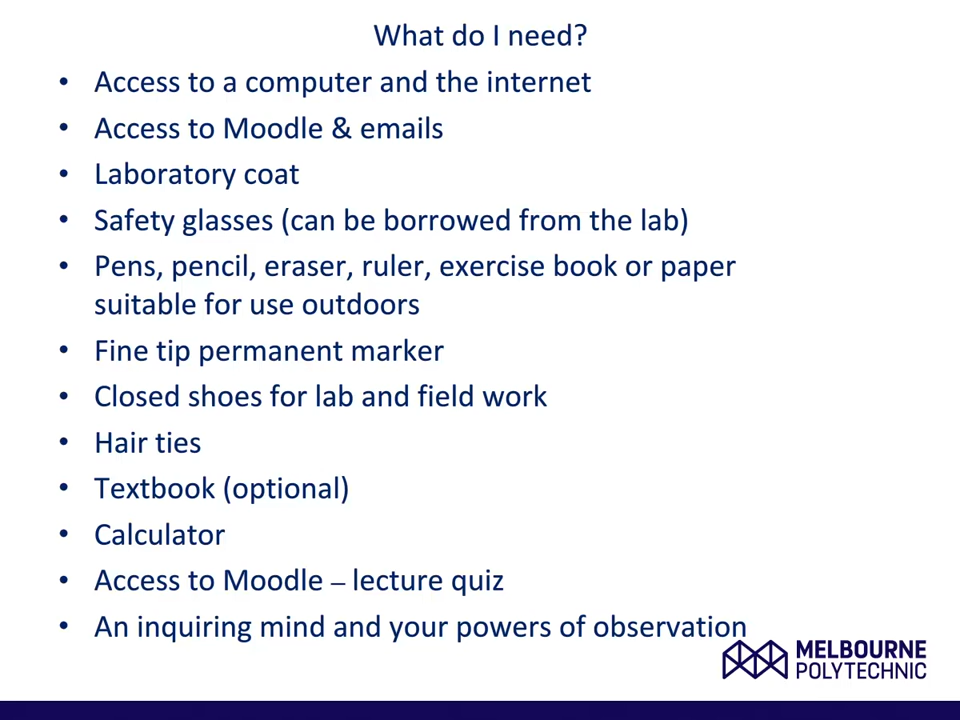 What do I need?
• Access to a computer and the internet
• Access to Moodle & emails
• Laboratory coat
• Safety glasses (can be borrowed from the lab)
• Pens, pencil, eraser, ruler, exercise book or paper
suitable for use outdoors
• Fine tip permanent marker
• Closed shoes for lab and field work
• Hair ties
• Textbook (optional)
• Calculator
• Access to Moodle – lecture quiz
• An inquiring mind and your powers of observation
MELBOURNE
POLYTECHNIC